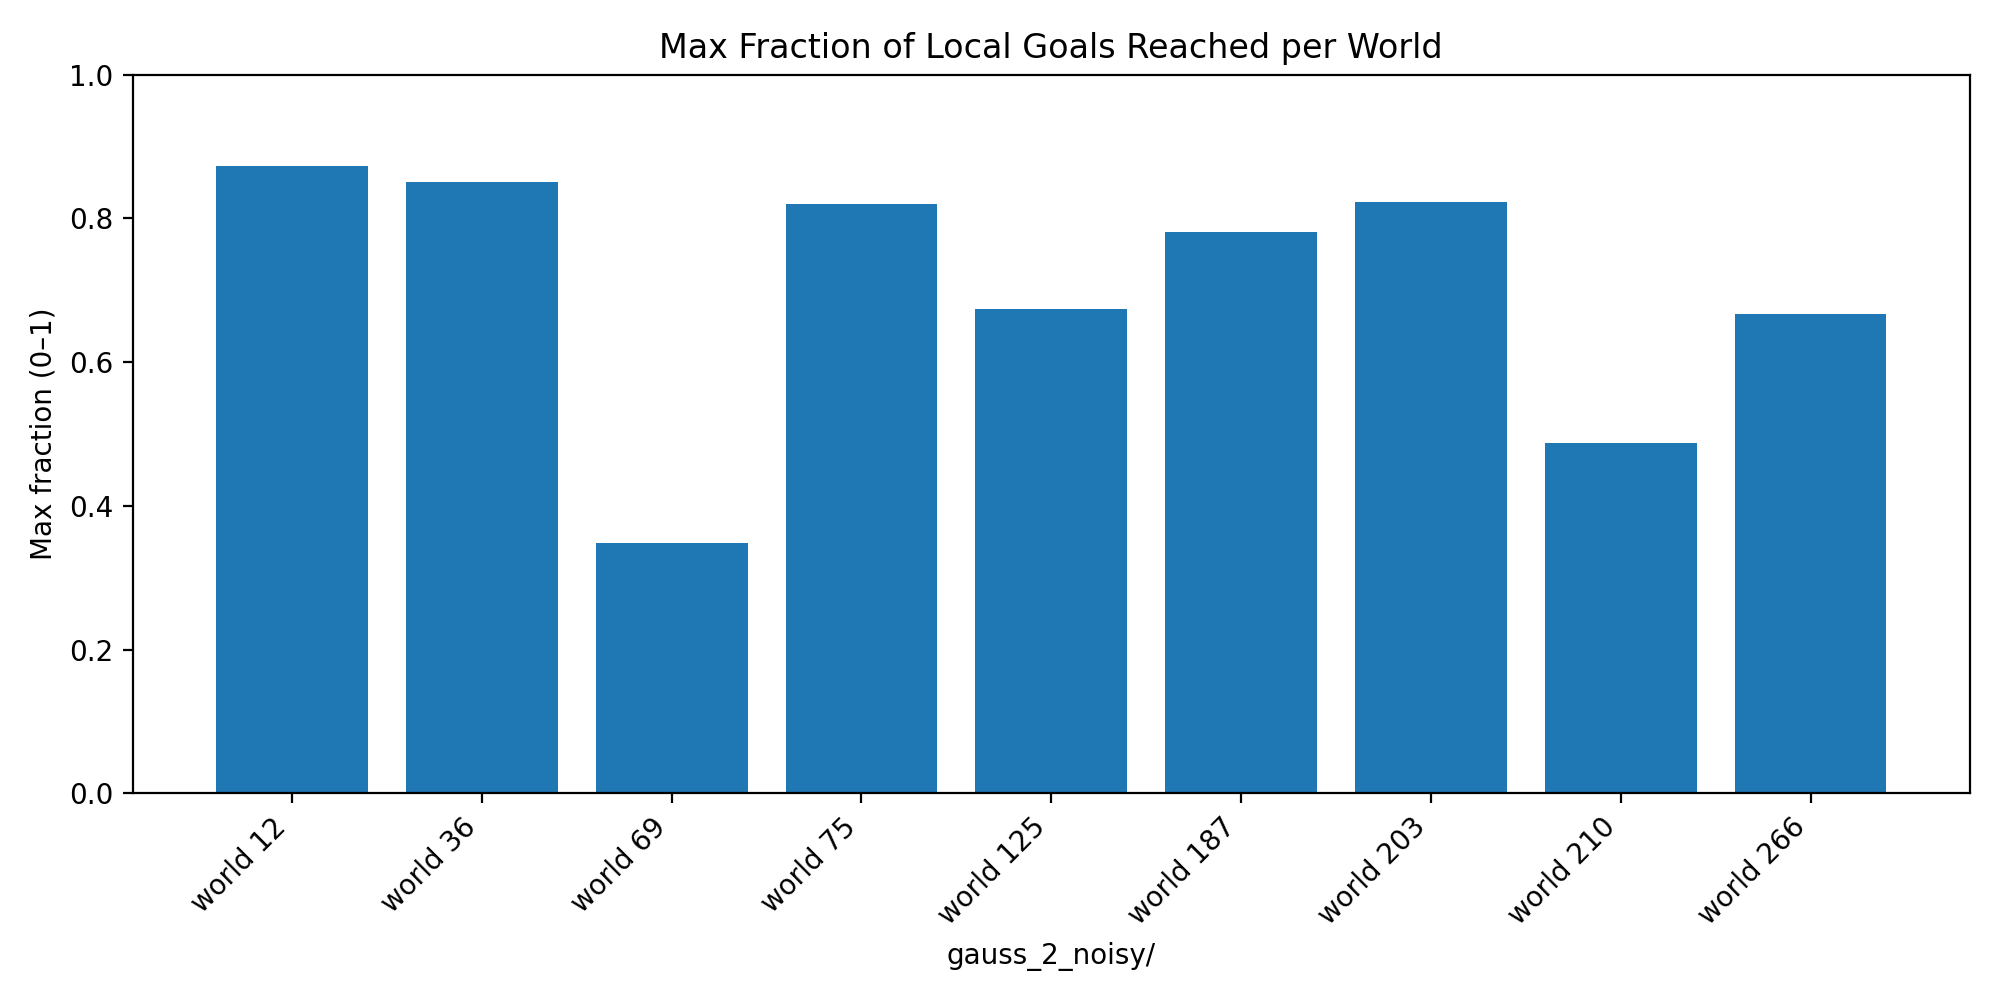 Max Fraction of Local Goals Reached per World
Max fraction (0–1)
1.0
0.8
0.6
0.4
0.2
0.0
world 12
world 36
world 69
world 75
world 125
world 187
world 203
world 210
world 266
gauss_2_noisy/